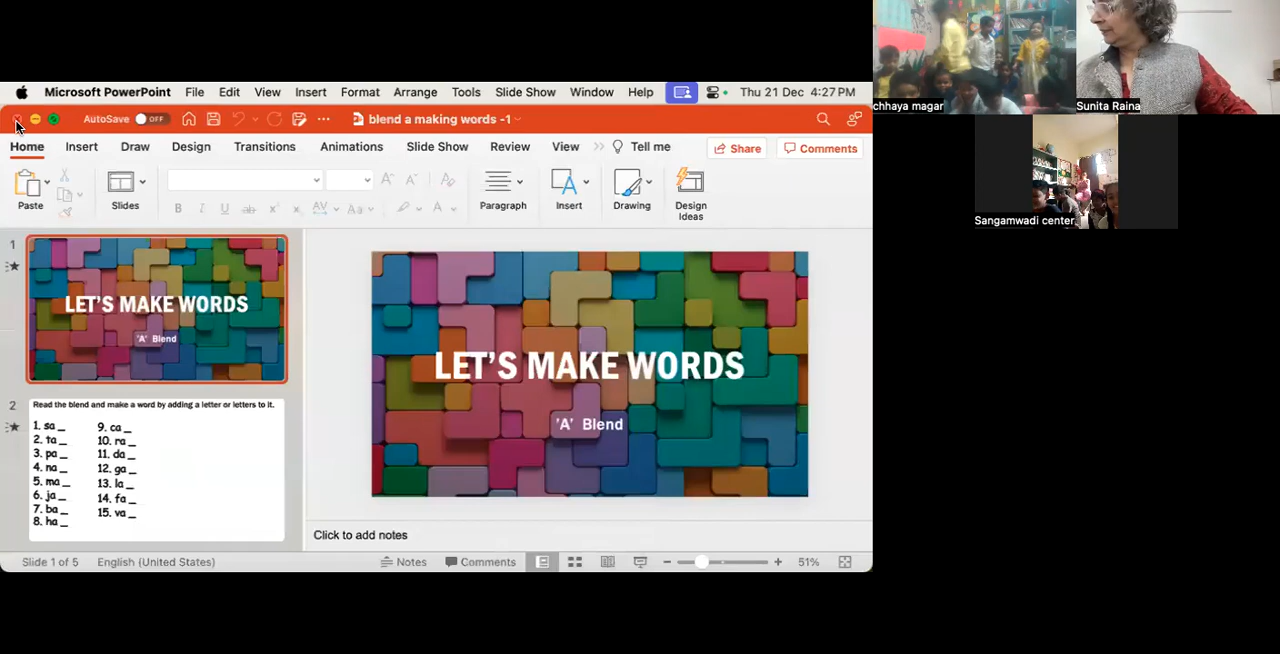 Microsoft PowerPoint File Edit View Insert Format Arrange Tools Slide Show Window Help Thu 21 Dec 4:27 PM
AutoSave OFF blend a making words -1
Home Insert Draw Design Transitions Animations Slide Show Review View Tell me Share Comments
Paste Slides Paragraph Insert Drawing Design Ideas
1
LET'S MAKE WORDS
'A' Blend
2
Read the blend and make a word by adding a letter or letters to it.
1. sa _
2. ta _
3. pa _
4. na _
5. ma _
6. ja _
7. ba _
8. ha _
9. ca _
10. ra _
11. da _
12. ga _
13. la _
14. fa _
15. va _
LET'S MAKE WORDS
'A' Blend
Click to add notes
Slide 1 of 5 English (United States) Notes Comments 51%
chhaya magar
Sunita Raina
Sangamwadi center